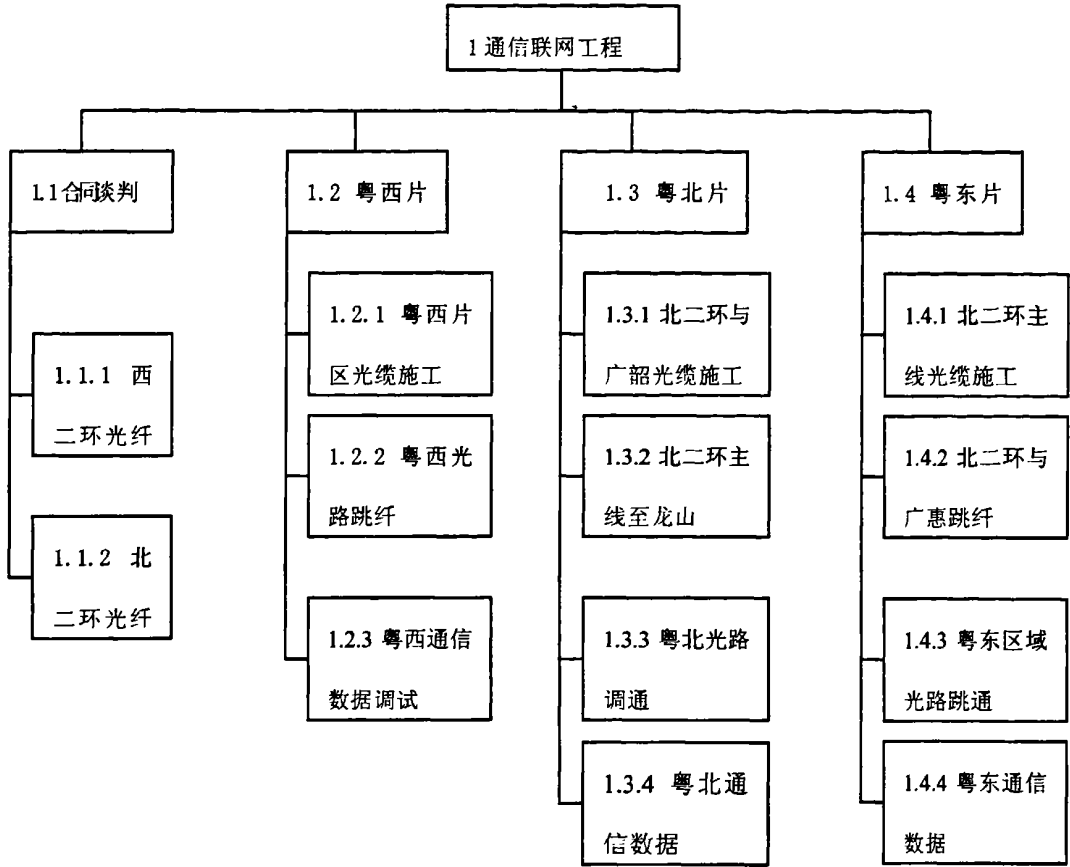 1 通信联网工程
1.1合同谈判
1.2 粤西片
1.3 粤北片
1.4 粤东片
1.1.1 西
二环光纤
1.1.2 北
二环光纤
1.2.1 粤西片
区光缆施工
1.2.2 粤西光
路跳纤
1.2.3 粤西通信
数据调试
1.3.1 北二环与
广韶光缆施工
1.3.2 北二环主
线至龙山
1.3.3 粤北光路
调通
1.3.4 粤北通
信数据
1.4.1 北二环主
线光缆施工
1.4.2 北二环与
广惠跳纤
1.4.3 粤东区域
光路跳通
1.4.4 粤东通信
数据